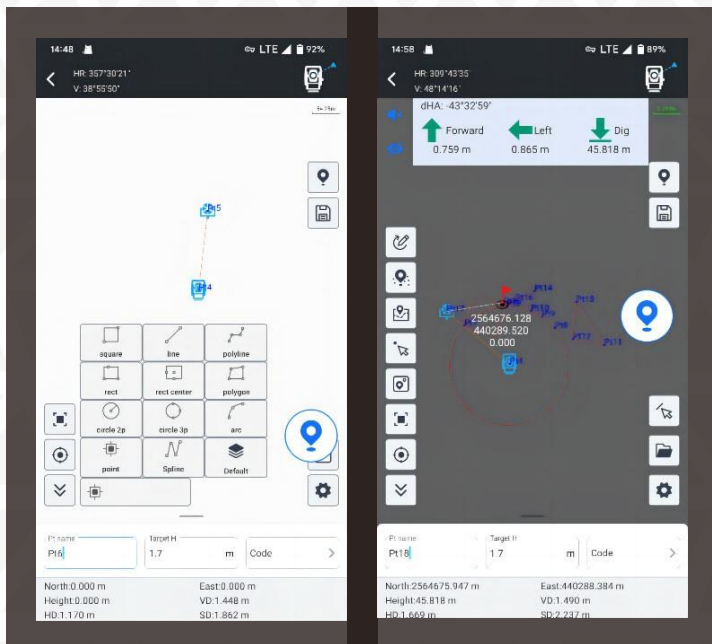 14:48
LTE 92%
HR: 357°30'21"
V: 38°55'50"
Pt5
Pt4
square
line
polyline
rect
rect center
polygon
circle 2p
circle 3p
arc
point
Spline
Default
Pt name
Pt6
Target H
1.7 m
Code
North:0.000 m
East:0.000 m
Height:0.000 m
VD:1.448 m
HD:1.170 m
SD:1.862 m
14:58
LTE 89%
HR: 309°43'35"
V: 48°14'16"
dHA: -43°32'59"
Forward
Left
Dig
0.759 m
0.865 m
45.818 m
Pt14
Pt16
Pt13
Pt8
Pt17
Pt11
2564676.128
440289.520
0.000
Pt name
Pt18
Target H
1.7 m
Code
North:2564675.947 m
East:440288.384 m
Height:45.818 m
VD:1.490 m
HD:1.669 m
SD:2.237 m